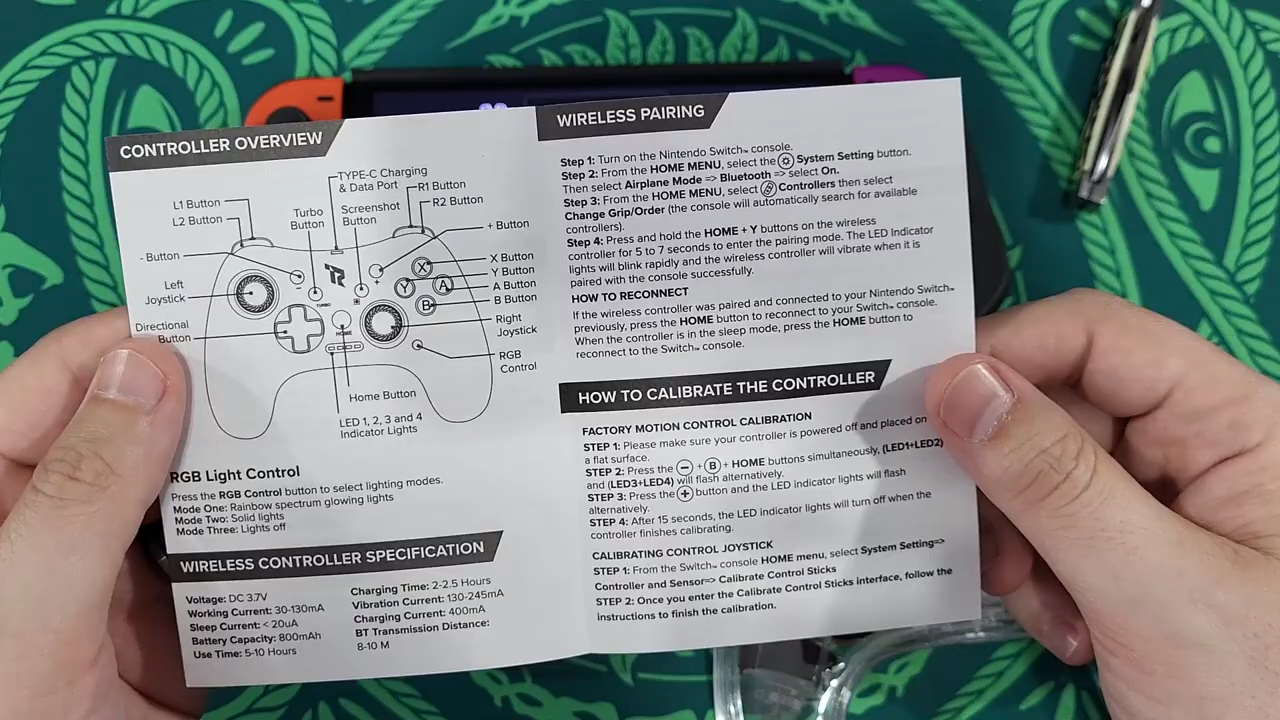 CONTROLLER OVERVIEW
TYPE-C Charging
& Data Port
L1 Button
L2 Button
Turbo
Button
Screenshot
Button
R1 Button
R2 Button
+ Button
- Button
X Button
Y Button
A Button
B Button
Left
Joystick
X
Y
A
B
-
+
TURBO
HOME
Directional
Button
Right
Joystick
RGB
Control
Home Button
LED 1, 2, 3 and 4
Indicator Lights
RGB Light Control
Press the RGB Control button to select lighting modes.
Mode One: Rainbow spectrum glowing lights
Mode Two: Solid lights
Mode Three: Lights off
WIRELESS CONTROLLER SPECIFICATION
Voltage: DC 3.7V
Working Current: 30-130mA
Sleep Current: < 20uA
Battery Capacity: 800mAh
Use Time: 5-10 Hours
Charging Time: 2-2.5 Hours
Vibration Current: 130-245mA
Charging Current: 400mA
BT Transmission Distance:
8-10 M
WIRELESS PAIRING
Step 1: Turn on the Nintendo Switch™ console.
Step 2: From the HOME MENU, select the System Setting button.
Then select Airplane Mode => Bluetooth => select On.
Step 3: From the HOME MENU, select Controllers then select
Change Grip/Order (the console will automatically search for available
controllers).
Step 4: Press and hold the HOME + Y buttons on the wireless
controller for 5 to 7 seconds to enter the pairing mode. The LED Indicator
lights will blink rapidly and the wireless controller will vibrate when it is
paired with the console successfully.
HOW TO RECONNECT
If the wireless controller was paired and connected to your Nintendo Switch™
previously, press the HOME button to reconnect to your Switch™ console.
When the controller is in the sleep mode, press the HOME button to
reconnect to the Switch™ console.
HOW TO CALIBRATE THE CONTROLLER
FACTORY MOTION CONTROL CALIBRATION
STEP 1: Please make sure your controller is powered off and placed on
a flat surface.
STEP 2: Press the - + B + HOME buttons simultaneously, (LED1+LED2)
and (LED3+LED4) will flash alternatively.
STEP 3: Press the + button and the LED indicator lights will flash
alternatively.
STEP 4: After 15 seconds, the LED indicator lights will turn off when the
controller finishes calibrating.
CALIBRATING CONTROL JOYSTICK
STEP 1: From the Switch™ console HOME menu, select System Setting=>
Controller and Sensor=> Calibrate Control Sticks
STEP 2: Once you enter the Calibrate Control Sticks interface, follow the
instructions to finish the calibration.